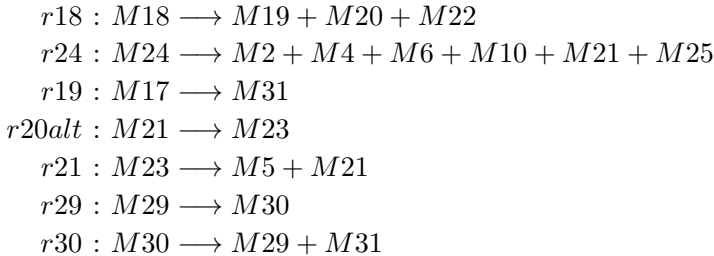 r18 : M18 ⟶ M19 + M20 + M22
r24 : M24 ⟶ M2 + M4 + M6 + M10 + M21 + M25
r19 : M17 ⟶ M31
r20alt : M21 ⟶ M23
r21 : M23 ⟶ M5 + M21
r29 : M29 ⟶ M30
r30 : M30 ⟶ M29 + M31